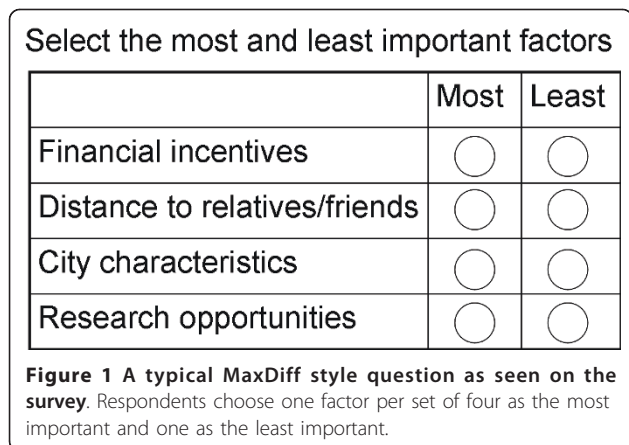 Select the most and least important factors
Most Least
Financial incentives
Distance to relatives/friends
City characteristics
Research opportunities
Figure 1 A typical MaxDiff style question as seen on the
survey. Respondents choose one factor per set of four as the most
important and one as the least important.